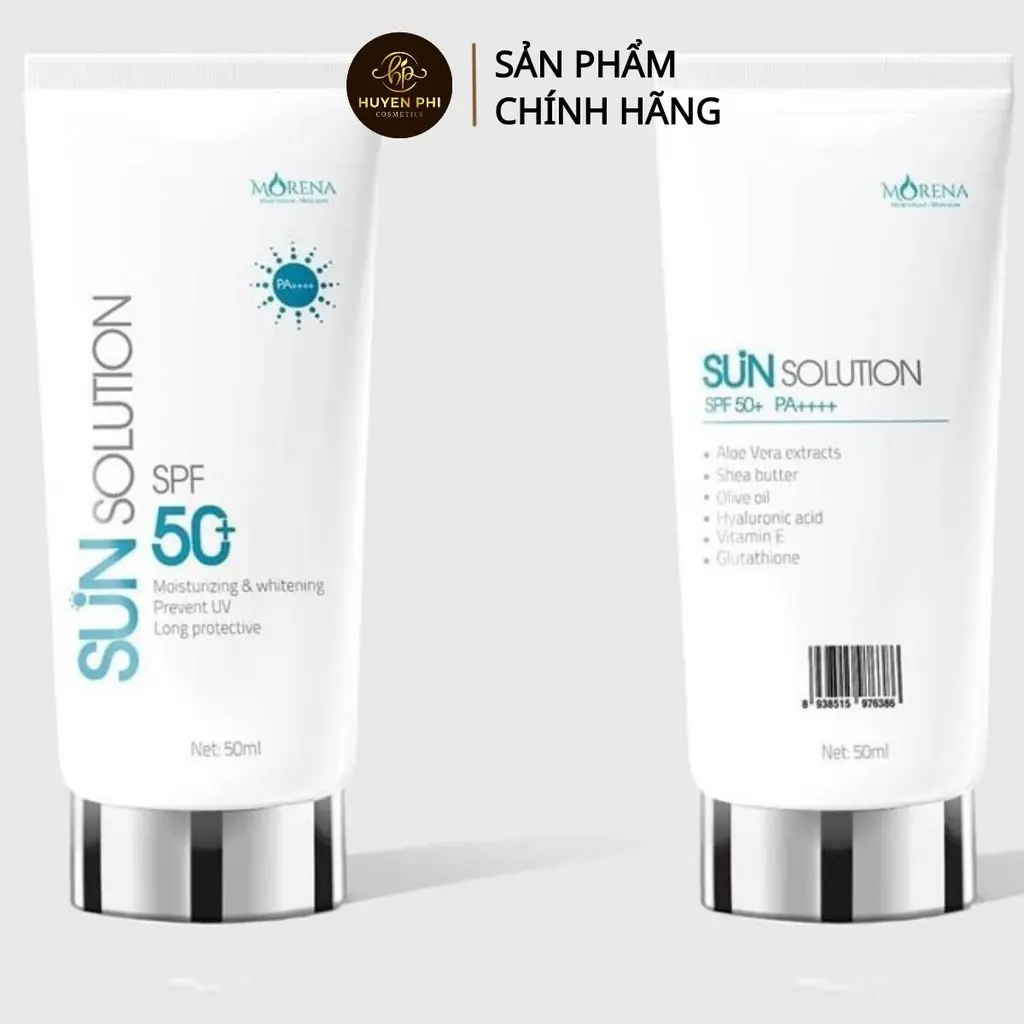 HUYEN PHI
COSMETICS
SẢN PHẨM
CHÍNH HÃNG
MORENA
PA++++
SUN SOLUTION
SPF
50+
Moisturizing & whitening
Prevent UV
Long protective
Net: 50ml
MORENA
SUN SOLUTION
SPF 50+ PA++++
• Aloe Vera extracts
• Shea butter
• Olive oil
• Hyaluronic acid
• Vitamin E
• Glutathione
8 938515 976386
Net: 50ml